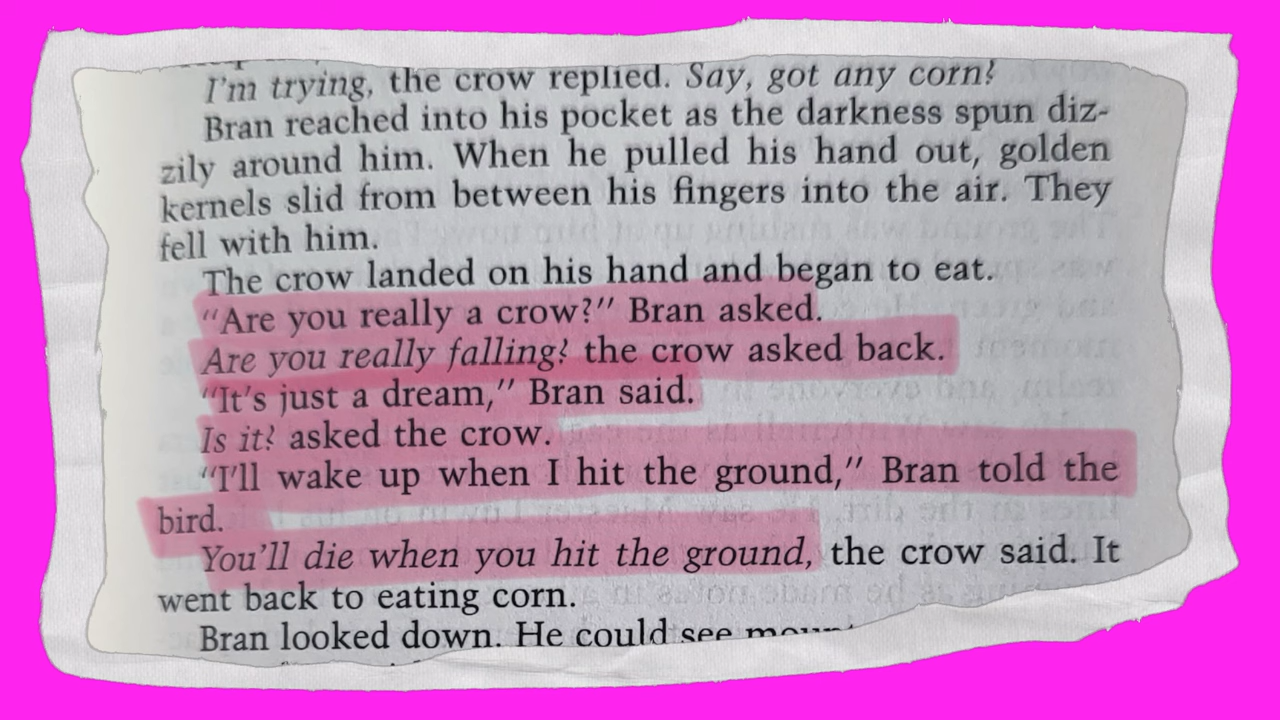 I'm trying, the crow replied. Say, got any corn?
Bran reached into his pocket as the darkness spun diz-
zily around him. When he pulled his hand out, golden
kernels slid from between his fingers into the air. They
fell with him.
The crow landed on his hand and began to eat.
"Are you really a crow?" Bran asked.
Are you really falling? the crow asked back.
"It's just a dream," Bran said.
Is it? asked the crow.
"I'll wake up when I hit the ground," Bran told the
bird.
You'll die when you hit the ground, the crow said. It
went back to eating corn.
Bran looked down. He could see